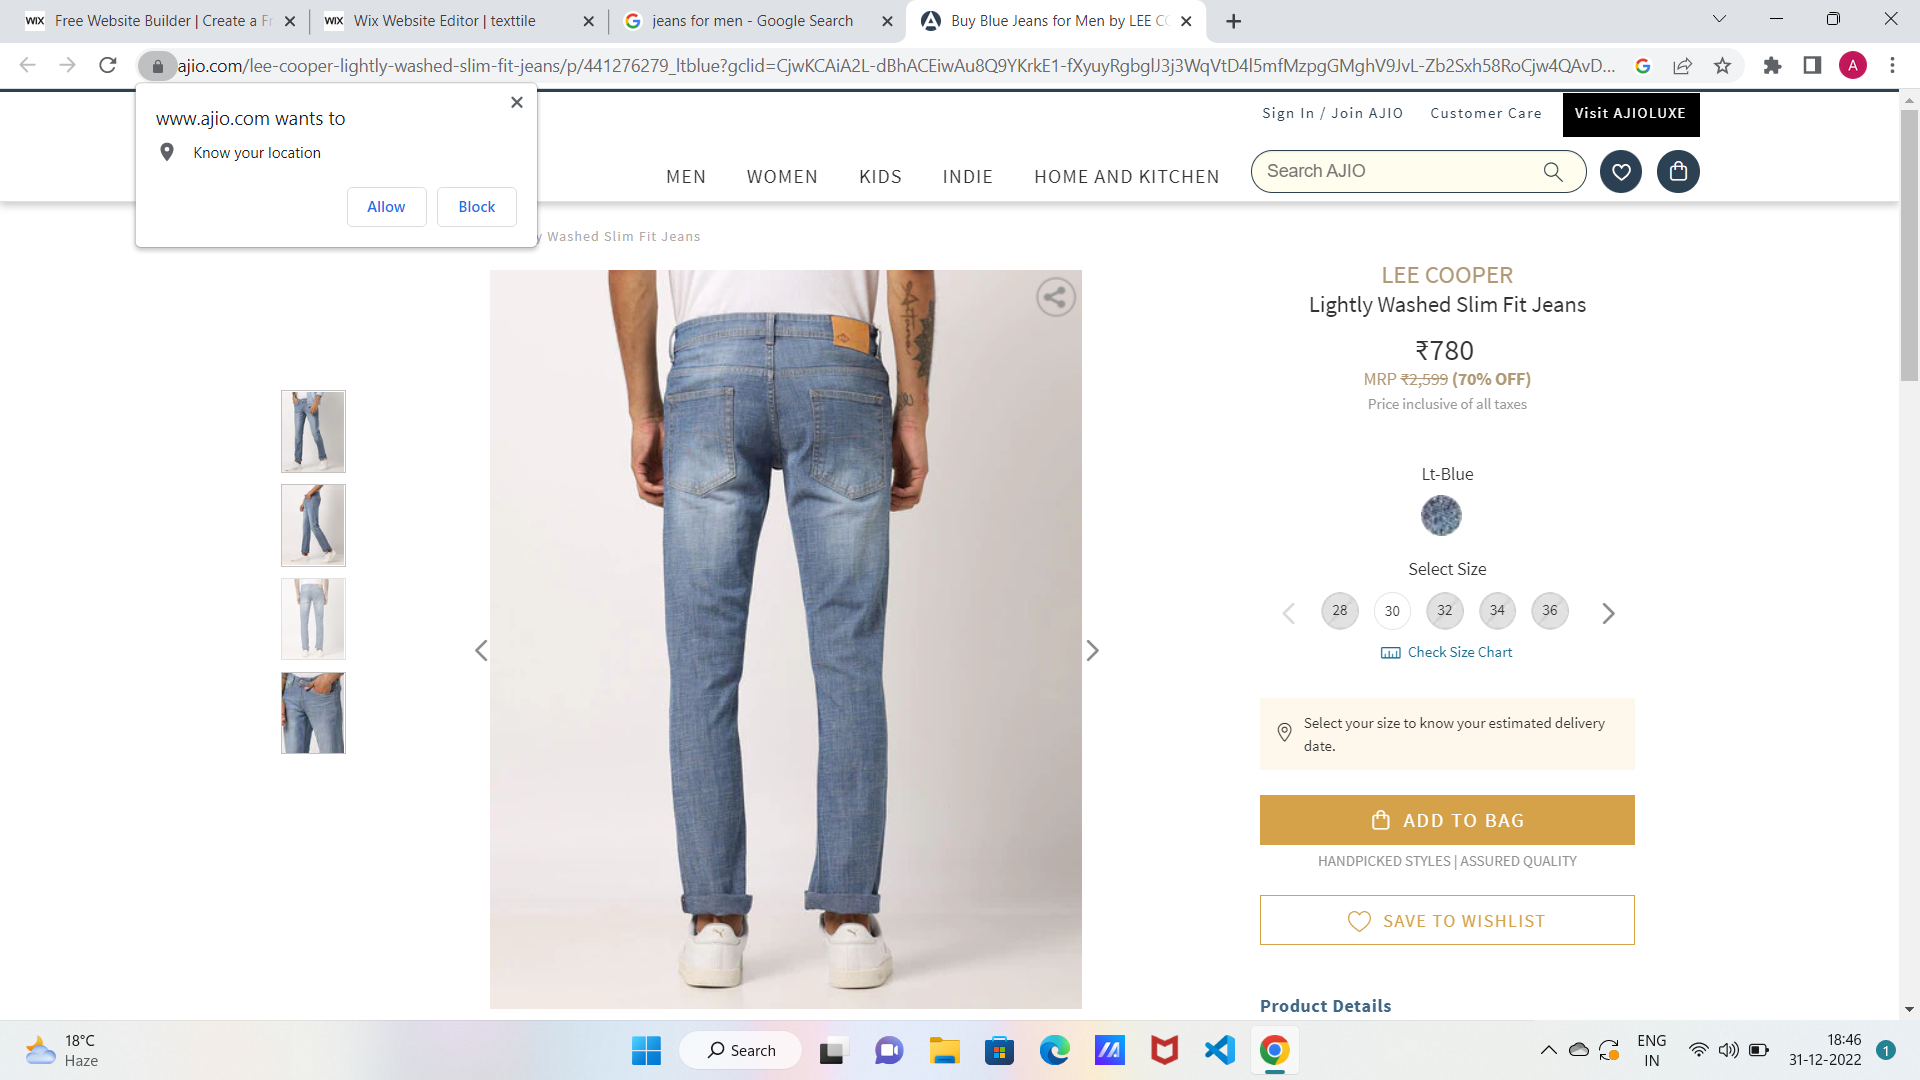 WIX Free Website Builder | Create a Fr
WIX Wix Website Editor | texttile
jeans for men - Google Search
Buy Blue Jeans for Men by LEE CO
ajio.com/lee-cooper-lightly-washed-slim-fit-jeans/p/441276279_ltblue?gclid=CjwKCAiA2L-dBhACEiwAu8Q9YKrkE1-fXyuyRgbglJ3j3WqVtD4l5mfMzpgGMghV9JvL-Zb2Sxh58RoCjw4QAvD...
A
www.ajio.com wants to
Know your location
Allow Block
Sign In / Join AJIO Customer Care Visit AJIOLUXE
MEN WOMEN KIDS INDIE HOME AND KITCHEN Search AJIO
y Washed Slim Fit Jeans
LEE COOPER
Lightly Washed Slim Fit Jeans
₹780
MRP ₹2,599 (70% OFF)
Price inclusive of all taxes
Lt-Blue
Select Size
28 30 32 34 36
Check Size Chart
Select your size to know your estimated delivery
date.
ADD TO BAG
HANDPICKED STYLES | ASSURED QUALITY
SAVE TO WISHLIST
Product Details
18°C
Haze
Search
ENG
IN
18:46
31-12-2022
1